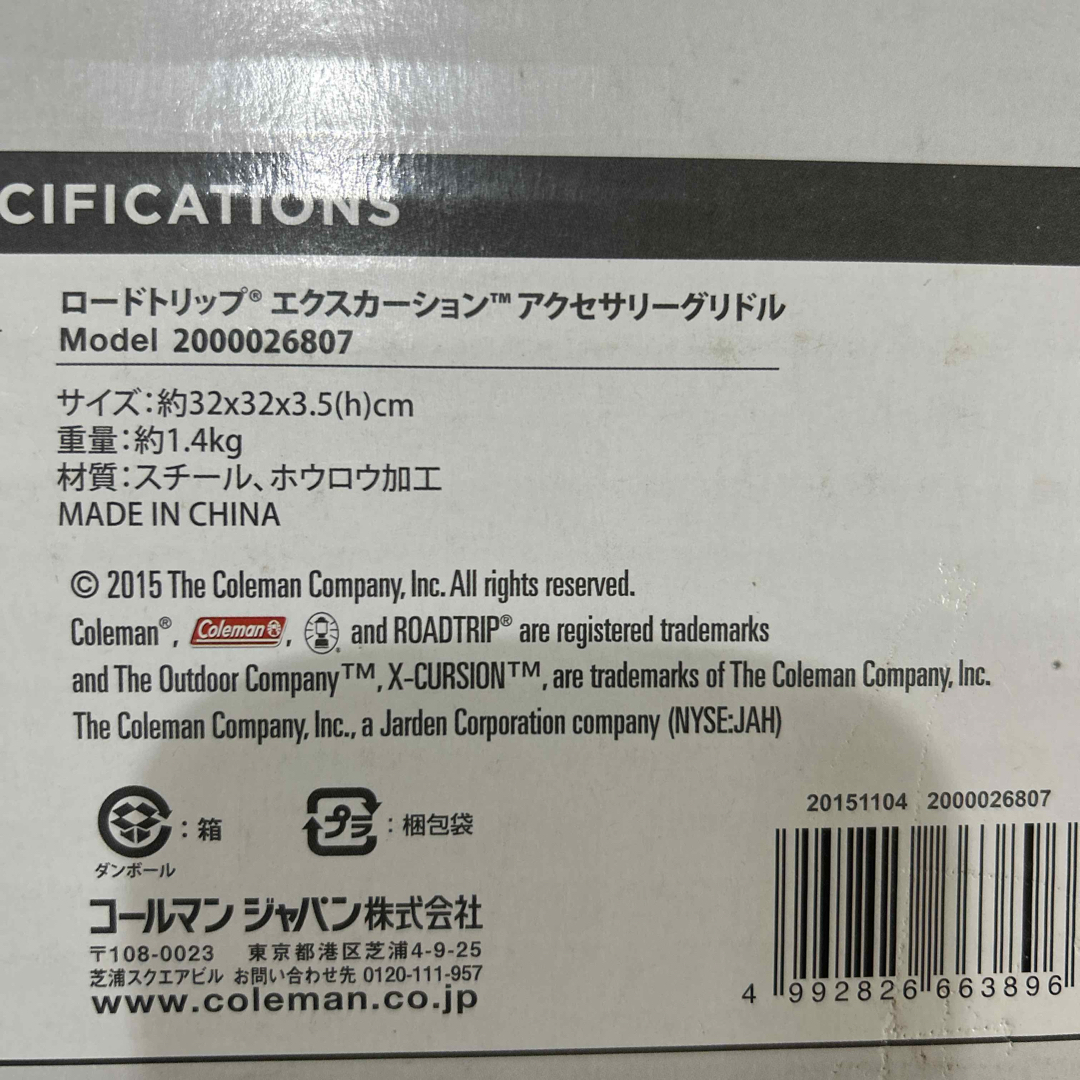 CIFICATIONS
ロードトリップ® エクスカーション™ アクセサリーグリドル
Model 2000026807
サイズ：約32x32x3.5(h)cm
重量：約1.4kg
材質：スチール、ホウロウ加工
MADE IN CHINA
© 2015 The Coleman Company, Inc. All rights reserved.
Coleman®, Coleman®, and ROADTRIP® are registered trademarks
and The Outdoor Company™, X-CURSION™, are trademarks of The Coleman Company, Inc.
The Coleman Company, Inc., a Jarden Corporation company (NYSE:JAH)
ダンボール：箱
プラ：梱包袋
コールマン ジャパン株式会社
〒108-0023 東京都港区芝浦4-9-25
芝浦スクエアビル お問い合わせ先 0120-111-957
www.coleman.co.jp
20151104 2000026807
4 992826 663896